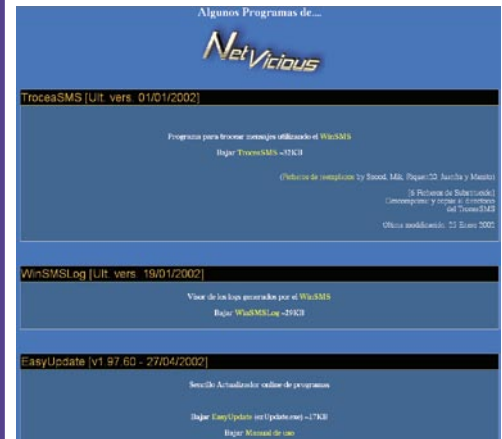 Algunos Programas de....
NetVicious
TroceaSMS [Ult. vers. 01/01/2002]
Programa para trocear mensajes utilizando el WinSMS
Bajar TroceaSMS ~32KB
(Ficheros de reemplazos by
[6 Ficheros de Substitución]
Descomprimir y copiar al directorio
del TroceaSMS
Última modificación: 23 Enero 2002
WinSMSLog [Ult. vers. 19/01/2002]
Visor de los logs generados por el WinSMS
Bajar WinSMSLog ~29KB
EasyUpdate [v1.97.60 - 27/04/2002]
Sencillo Actualizador online de programas
Bajar EasyUpdate (ezUpdate.exe) ~17KB
Bajar Manual de uso